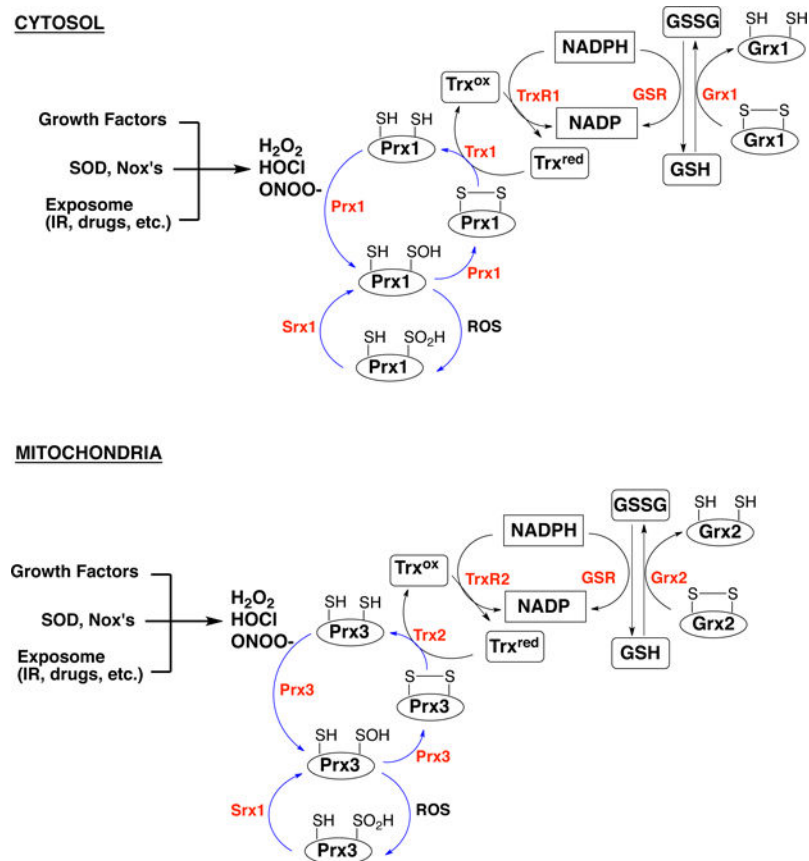 CYTOSOL
GSSG
SH SH
Grx1
NADPH
Trxox
TrxR1
GSR
Grx1
NADP
S S
Grx1
Growth Factors
SH SH
Prx1
Trx1
Trxred
GSH
H2O2
HOCl
ONOO-
SOD, Nox's
Exposome
(IR, drugs, etc.)
Prx1
S S
Prx1
SH SOH
Prx1
Prx1
Srx1
ROS
SH SO2H
Prx1
MITOCHONDRIA
GSSG
SH SH
Grx2
NADPH
Trxox
TrxR2
GSR
Grx2
NADP
S S
Grx2
Growth Factors
H2O2
HOCl
ONOO-
SH SH
Prx3
Trx2
Trxred
GSH
SOD, Nox's
Exposome
(IR, drugs, etc.)
Prx3
S S
Prx3
SH SOH
Prx3
Prx3
Srx1
ROS
SH SO2H
Prx3